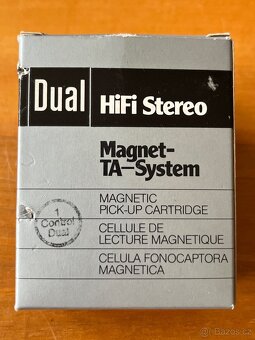 Dual
HiFi Stereo
Magnet-
TA-System
MAGNETIC
PICK-UP CARTRIDGE
CELLULE DE
LECTURE MAGNETIQUE
CELULA FONOCAPTORA
MAGNETICA
1
Control
Dual
Bazos.cz